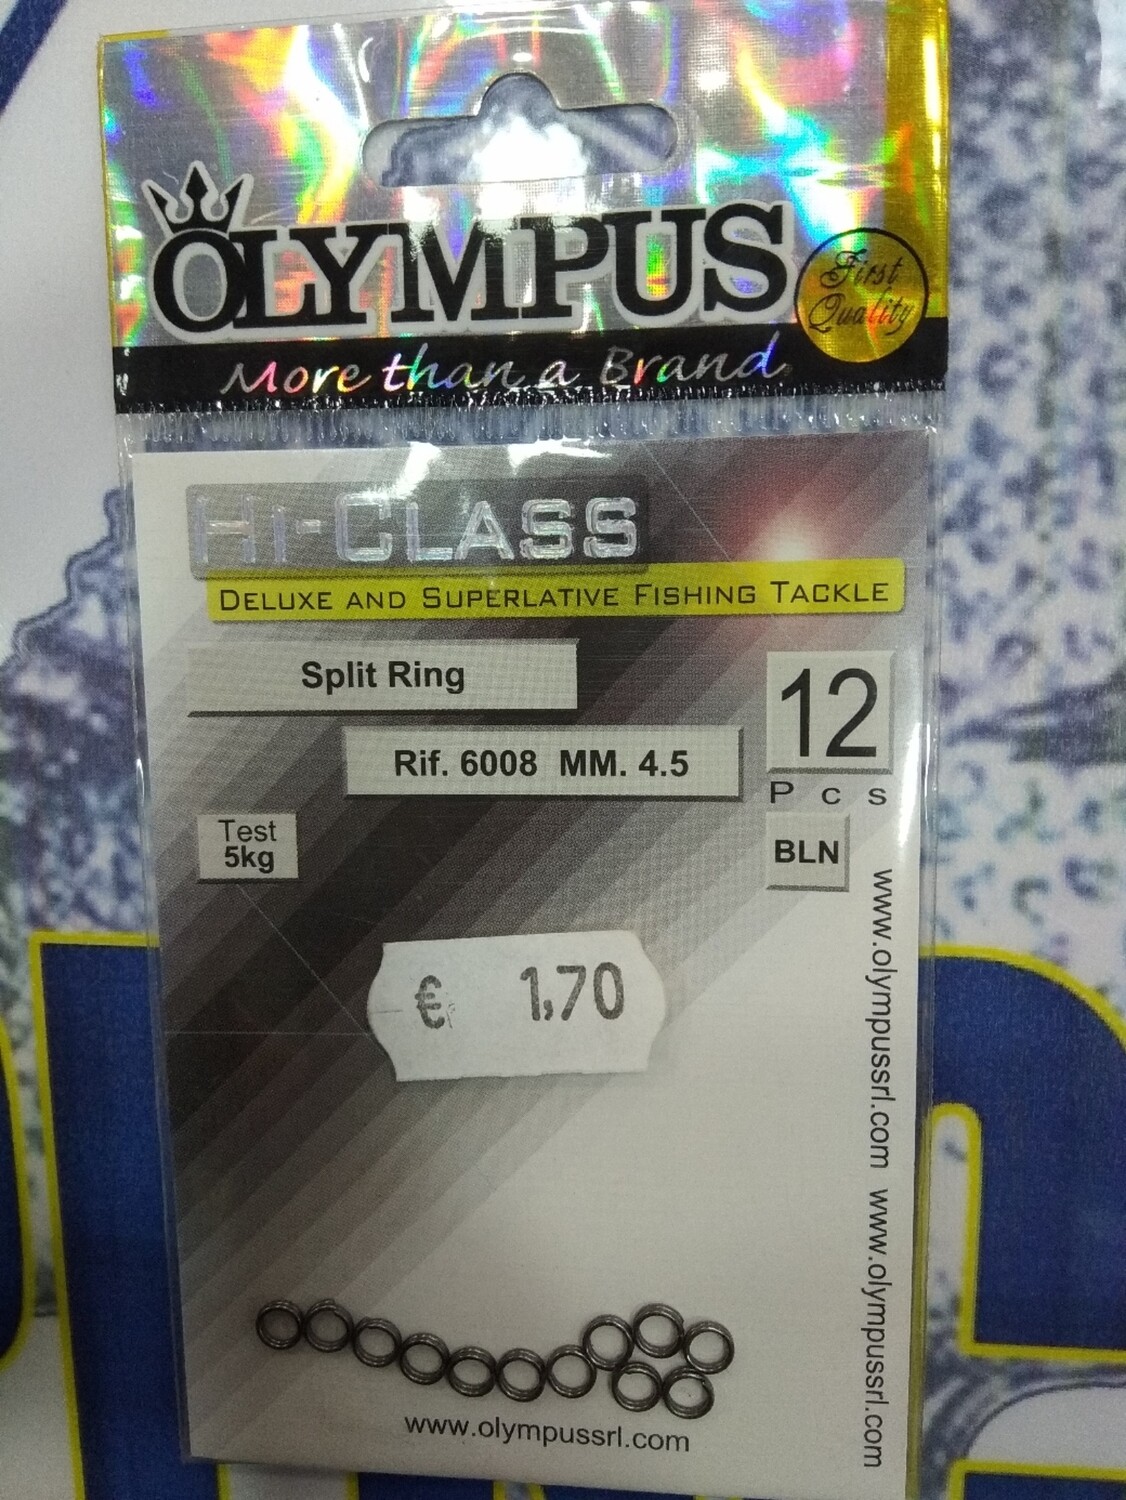 OLYMPUS
First
Quality
More than a Brand
Hi-Class
Deluxe and Superlative Fishing Tackle
Split Ring
12
Rif. 6008 MM. 4.5
Pcs
Test
5kg
BLN
€ 1,70
www.olympussrl.com www.olympussrl.com
www.olympussrl.com